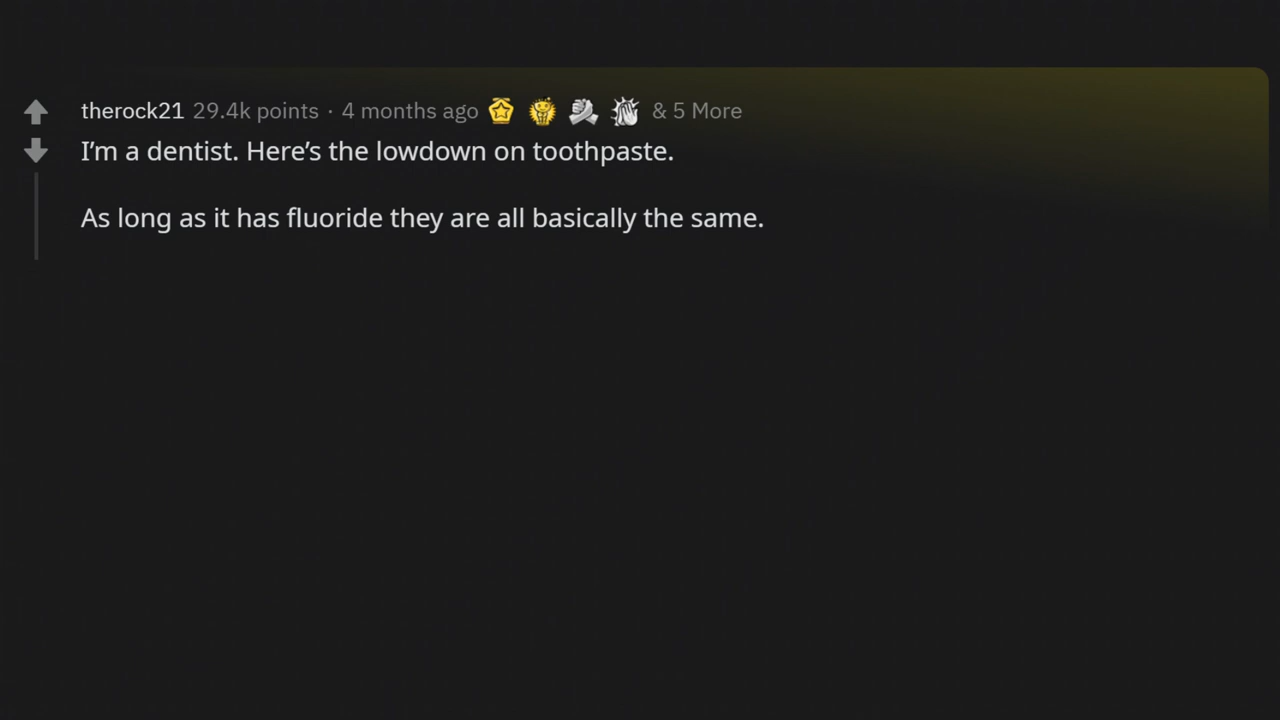 therock21 29.4k points · 4 months ago & 5 More
I’m a dentist. Here’s the lowdown on toothpaste.
As long as it has fluoride they are all basically the same.